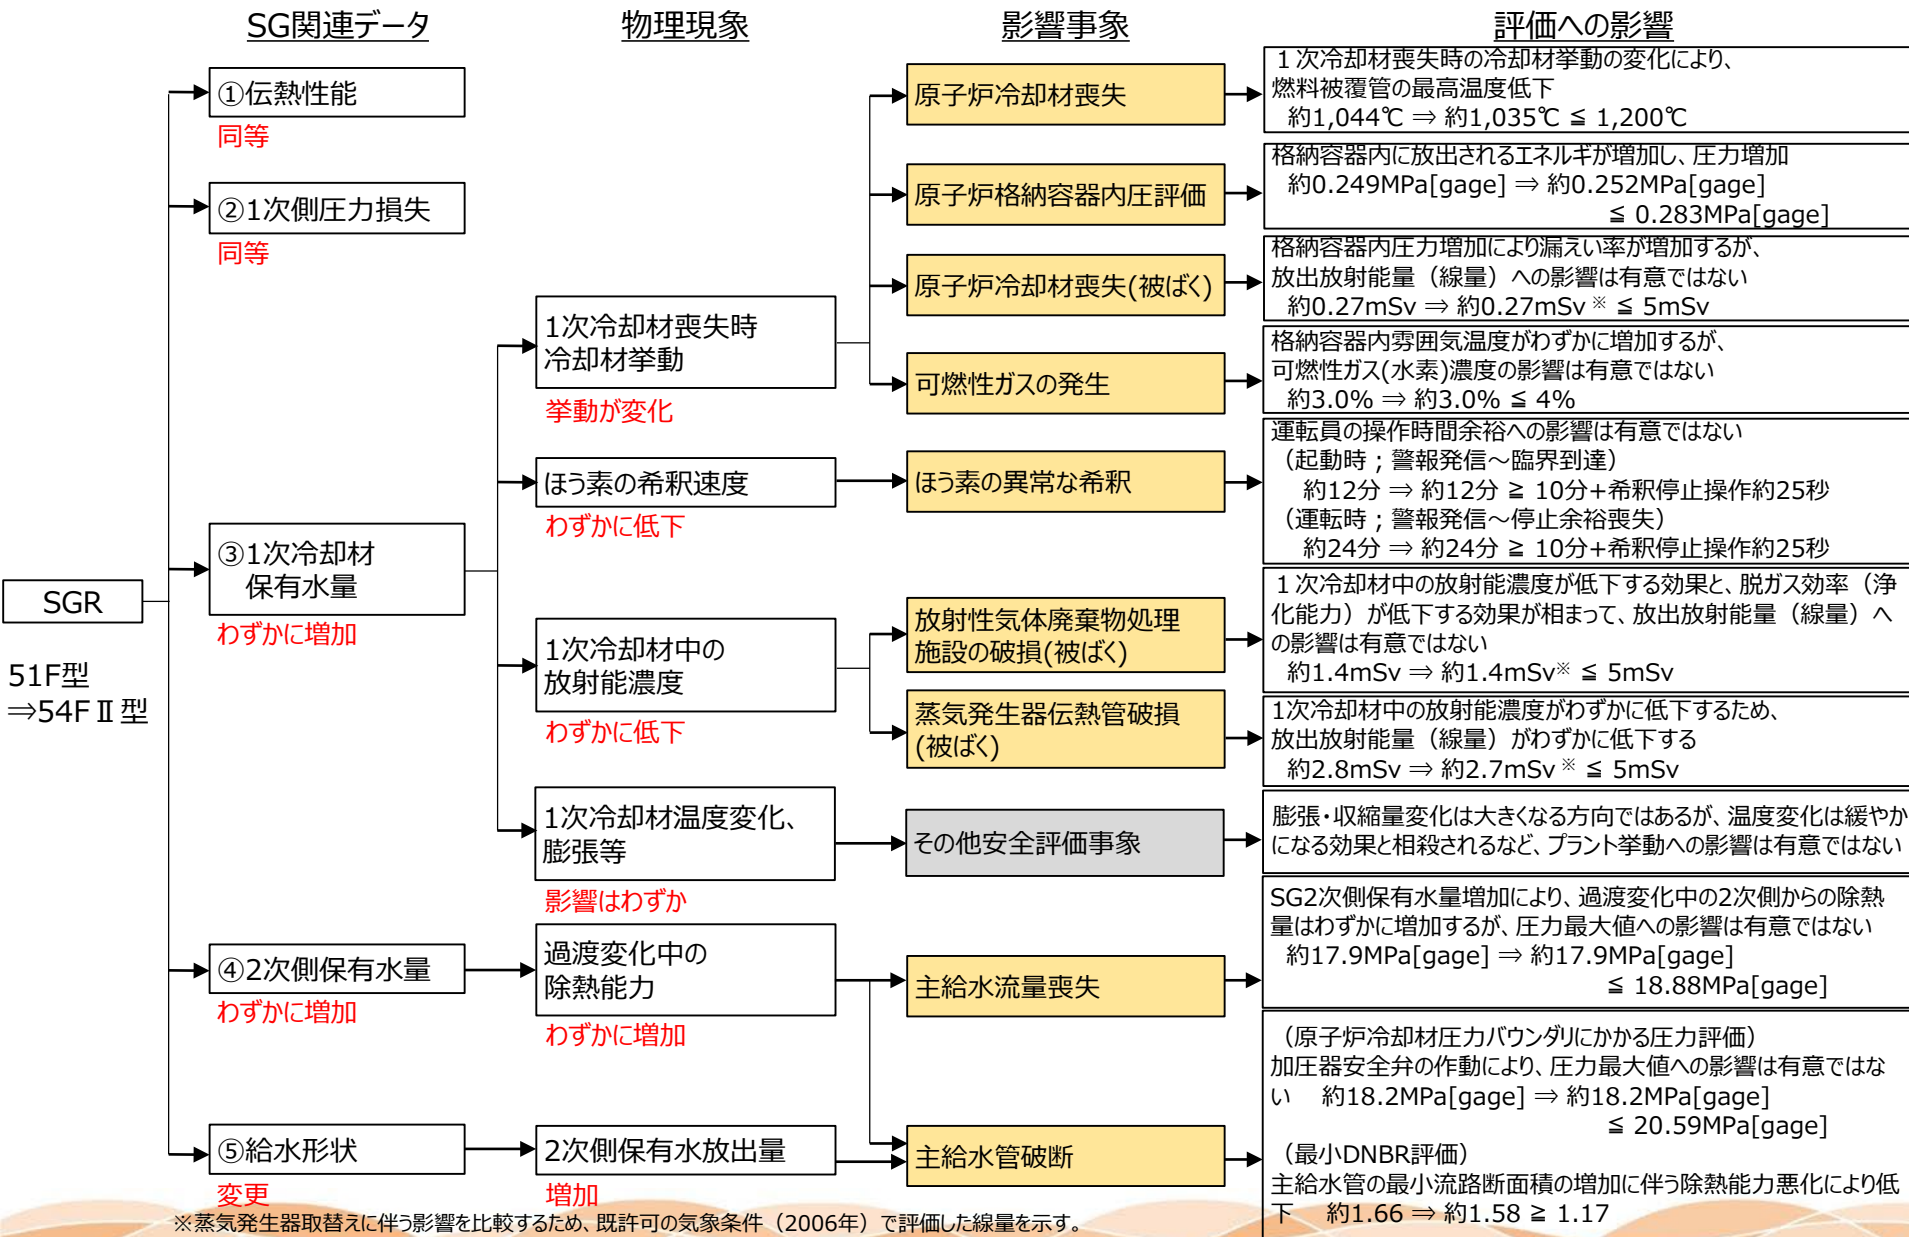 SG関連データ
物理現象
影響事象
評価への影響
SGR
51F型
⇒54FⅡ型
①伝熱性能
同等
②1次側圧力損失
同等
③1次冷却材
保有水量
わずかに増加
④2次側保有水量
わずかに増加
⑤給水形状
変更
1次冷却材喪失時
冷却材挙動
挙動が変化
ほう素の希釈速度
わずかに低下
1次冷却材中の
放射能濃度
わずかに低下
1次冷却材温度変化、
膨張等
影響はわずか
過渡変化中の
除熱能力
わずかに増加
2次側保有水放出量
増加
原子炉冷却材喪失
原子炉格納容器内圧評価
原子炉冷却材喪失(被ばく)
可燃性ガスの発生
ほう素の異常な希釈
放射性気体廃棄物処理
施設の破損(被ばく)
蒸気発生器伝熱管破損
(被ばく)
その他安全評価事象
主給水流量喪失
主給水管破断
１次冷却材喪失時の冷却材挙動の変化により、
燃料被覆管の最高温度低下
約1,044℃ ⇒ 約1,035℃ ≦ 1,200℃
格納容器内に放出されるエネルギが増加し、圧力増加
約0.249MPa[gage] ⇒ 約0.252MPa[gage]
≦ 0.283MPa[gage]
格納容器内圧力増加により漏えい率が増加するが、
放出放射能量（線量）への影響は有意ではない
約0.27mSv ⇒ 約0.27mSv※ ≦ 5mSv
格納容器内雰囲気温度がわずかに増加するが、
可燃性ガス(水素)濃度の影響は有意ではない
約3.0% ⇒ 約3.0% ≦ 4%
運転員の操作時間余裕への影響は有意ではない
（起動時；警報発信～臨界到達）
約12分 ⇒ 約12分 ≧ 10分+希釈停止操作約25秒
（運転時；警報発信～停止余裕喪失）
約24分 ⇒ 約24分 ≧ 10分+希釈停止操作約25秒
１次冷却材中の放射能濃度が低下する効果と、脱ガス効率（浄
化能力）が低下する効果が相まって、放出放射能量（線量）へ
の影響は有意ではない
約1.4mSv ⇒ 約1.4mSv※ ≦ 5mSv
1次冷却材中の放射能濃度がわずかに低下するため、
放出放射能量（線量）がわずかに低下する
約2.8mSv ⇒ 約2.7mSv※ ≦ 5mSv
膨張・収縮量変化は大きくなる方向ではあるが、温度変化は緩やか
になる効果と相殺されるなど、プラント挙動への影響は有意ではない
SG2次側保有水量増加により、過渡変化中の2次側からの除熱
量はわずかに増加するが、圧力最大値への影響は有意ではない
約17.9MPa[gage] ⇒ 約17.9MPa[gage]
≦ 18.88MPa[gage]
（原子炉冷却材圧力バウンダリにかかる圧力評価）
加圧器安全弁の作動により、圧力最大値への影響は有意ではな
い 約18.2MPa[gage] ⇒ 約18.2MPa[gage]
≦ 20.59MPa[gage]
（最小DNBR評価）
主給水管の最小流路断面積の増加に伴う除熱能力悪化により低
下 約1.66 ⇒ 約1.58 ≧ 1.17
※蒸気発生器取替えに伴う影響を比較するため、既許可の気象条件（2006年）で評価した線量を示す。